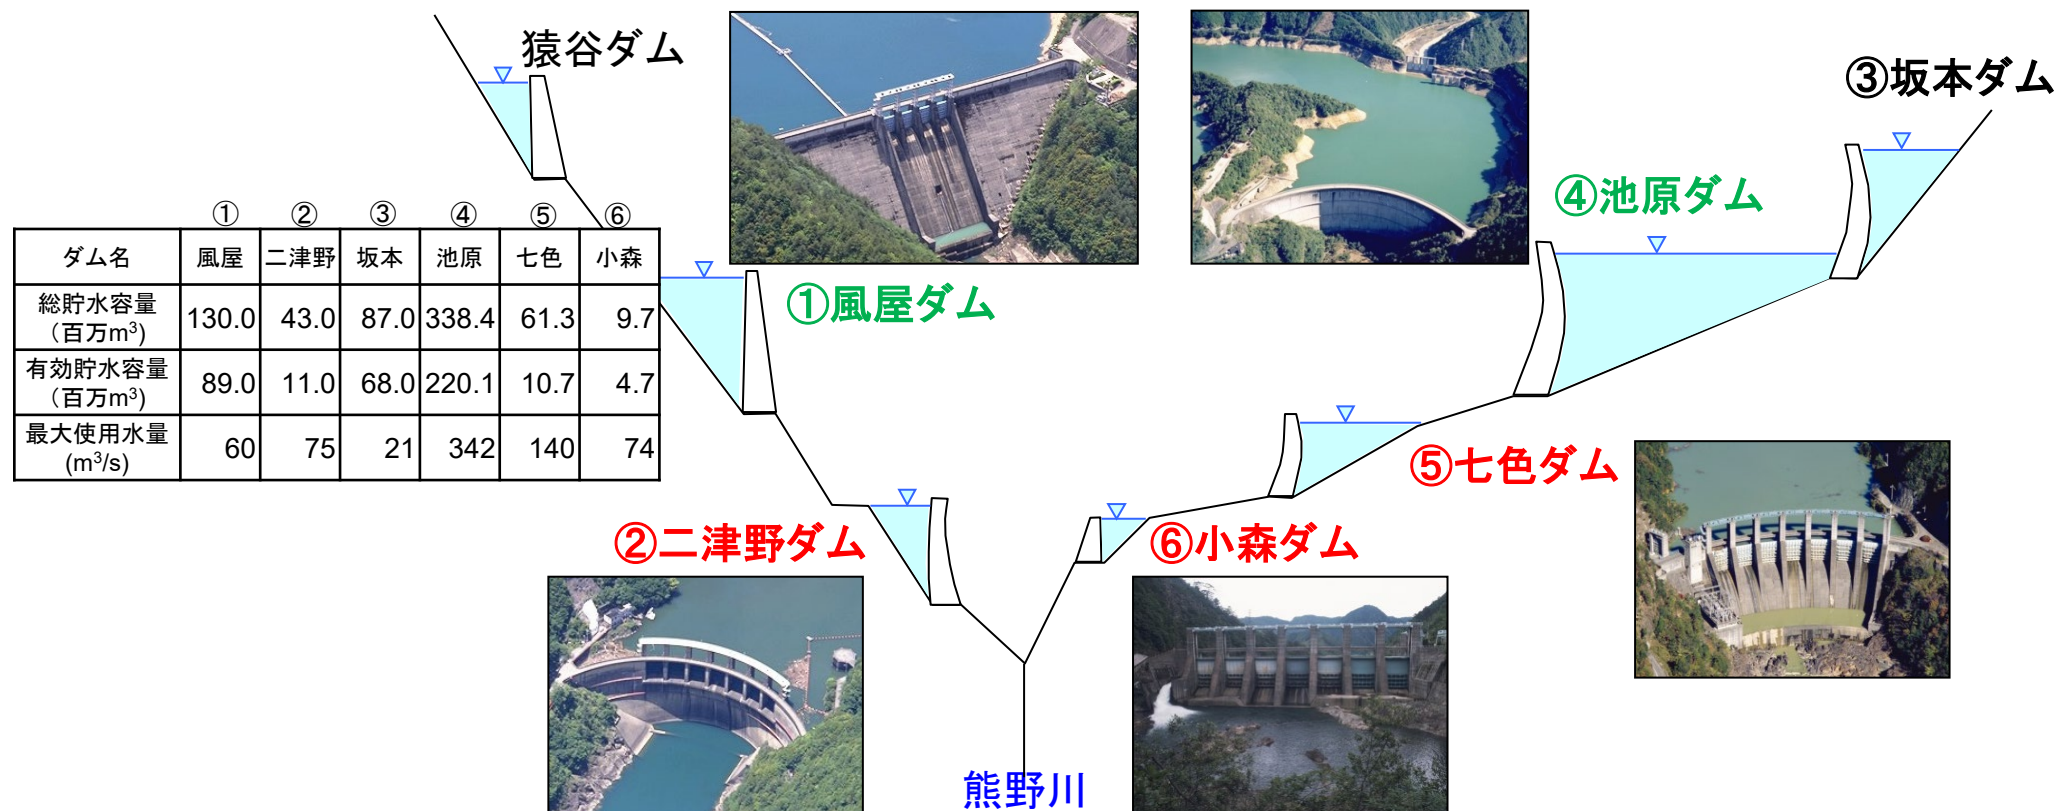 猿谷ダム
③坂本ダム
④池原ダム
① ② ③ ④ ⑤ ⑥
ダム名 風屋 二津野 坂本 池原 七色 小森
総貯水容量
（百万m³) 130.0 43.0 87.0 338.4 61.3 9.7
有効貯水容量
（百万m³) 89.0 11.0 68.0 220.1 10.7 4.7
最大使用水量
(m³/s) 60 75 21 342 140 74
①風屋ダム
⑤七色ダム
②二津野ダム
⑥小森ダム
熊野川